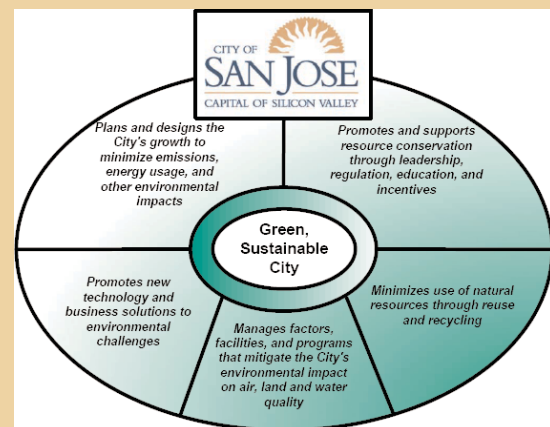 CITY OF
SAN JOSE
CAPITAL OF SILICON VALLEY
Plans and designs the
City's growth to
minimize emissions,
energy usage, and
other environmental
impacts
Promotes and supports
resource conservation
through leadership,
regulation, education, and
incentives
Green,
Sustainable
City
Promotes new
technology and
business solutions to
environmental
challenges
Manages factors,
facilities, and programs
that mitigate the City's
environmental impact
on air, land and water
quality
Minimizes use of natural
resources through reuse
and recycling